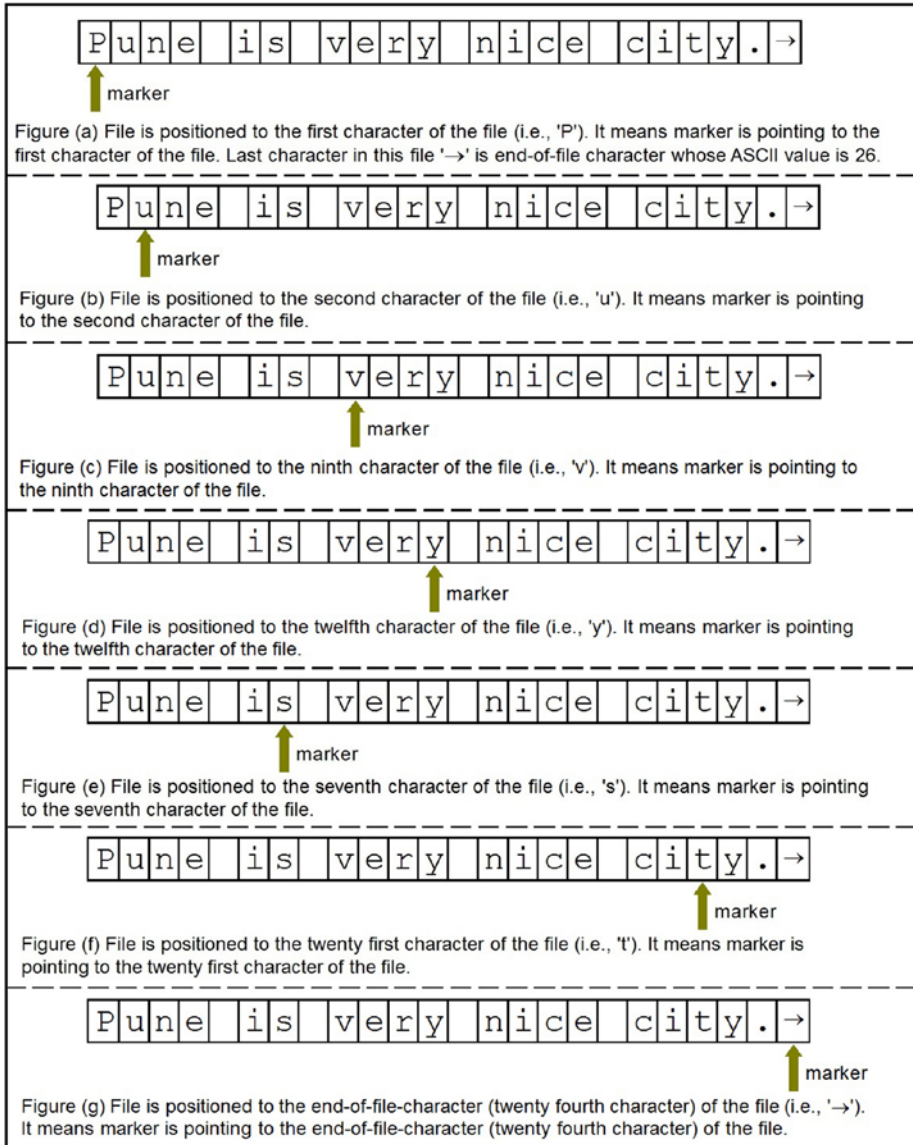 Pune is very nice city.→
marker
Figure (a) File is positioned to the first character of the file (i.e., 'P'). It means marker is pointing to the
first character of the file. Last character in this file '→' is end-of-file character whose ASCII value is 26.
Pune is very nice city.→
marker
Figure (b) File is positioned to the second character of the file (i.e., 'u'). It means marker is pointing
to the second character of the file.
Pune is very nice city.→
marker
Figure (c) File is positioned to the ninth character of the file (i.e., 'v'). It means marker is pointing to
the ninth character of the file.
Pune is very nice city.→
marker
Figure (d) File is positioned to the twelfth character of the file (i.e., 'y'). It means marker is pointing
to the twelfth character of the file.
Pune is very nice city.→
marker
Figure (e) File is positioned to the seventh character of the file (i.e., 's'). It means marker is pointing
to the seventh character of the file.
Pune is very nice city.→
marker
Figure (f) File is positioned to the twenty first character of the file (i.e., 't'). It means marker is
pointing to the twenty first character of the file.
Pune is very nice city.→
marker
Figure (g) File is positioned to the end-of-file-character (twenty fourth character) of the file (i.e., '→').
It means marker is pointing to the end-of-file-character (twenty fourth character) of the file.